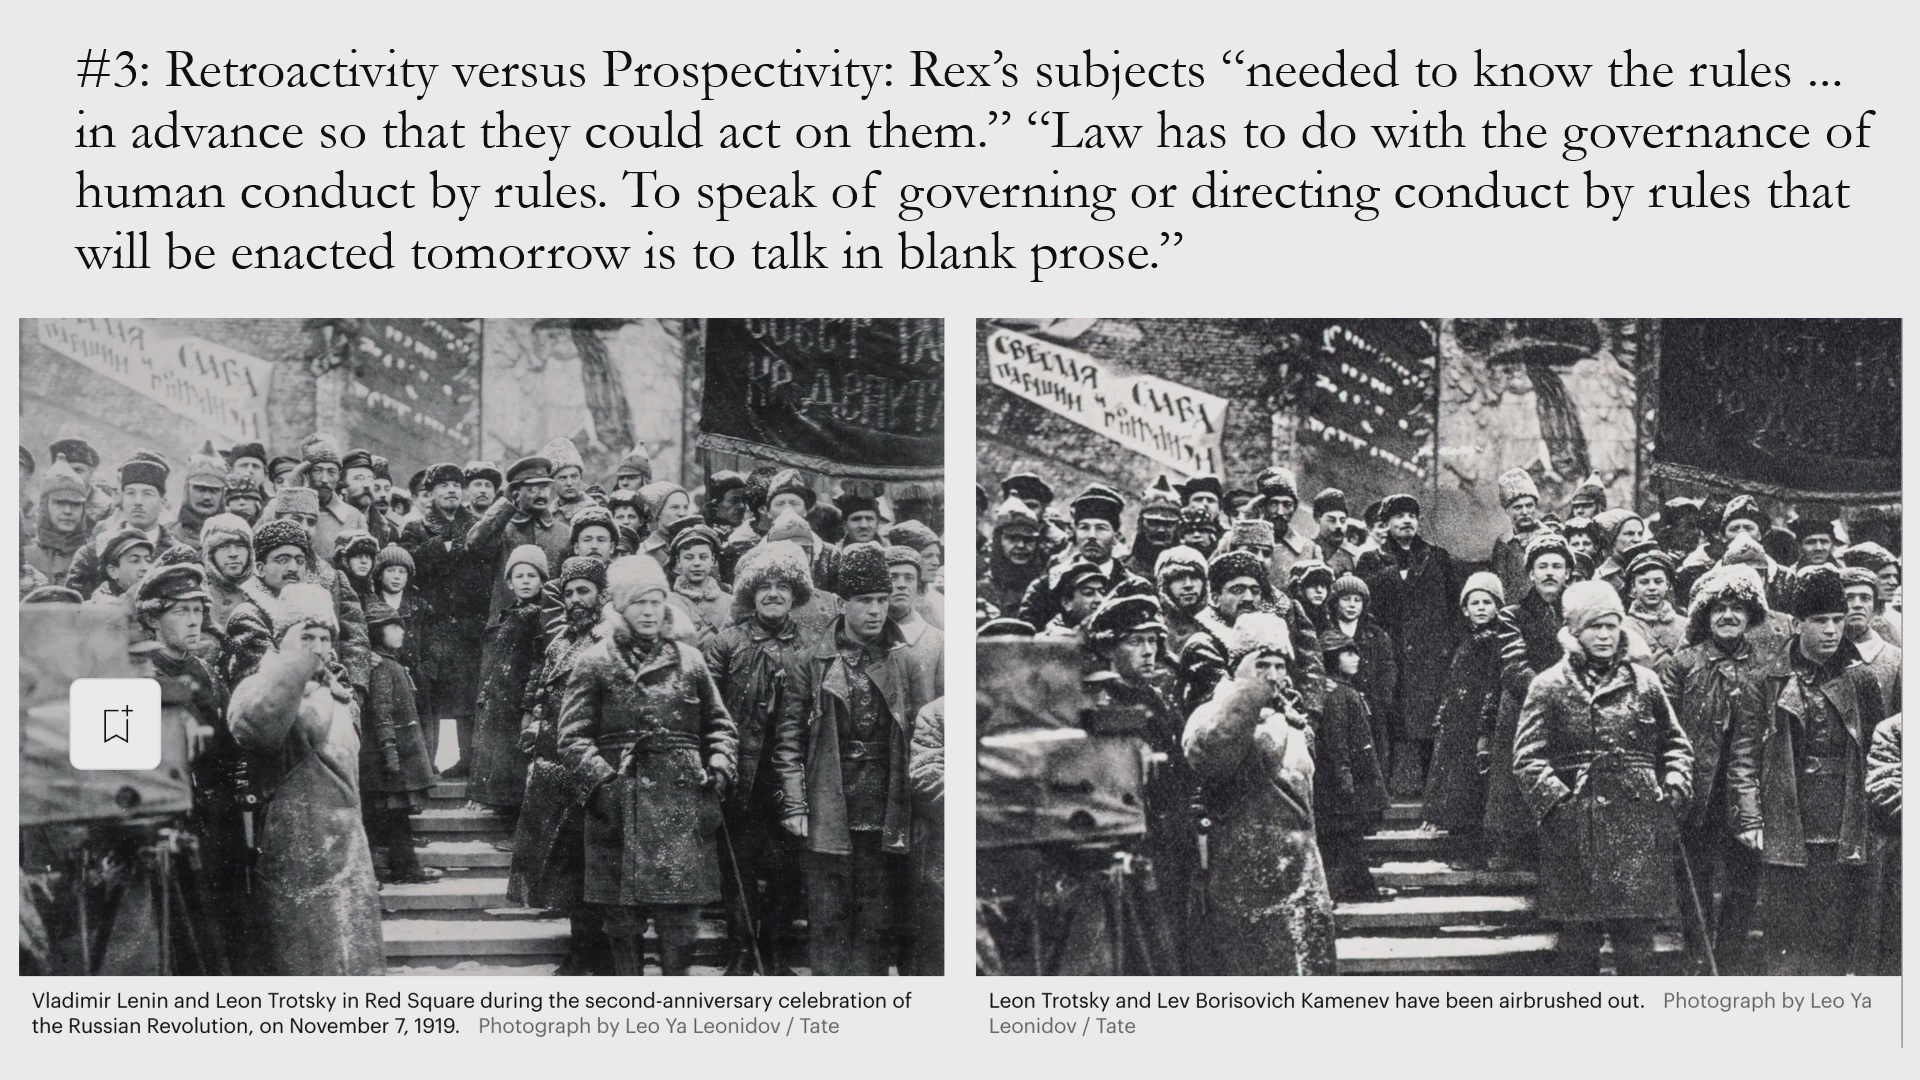 #3: Retroactivity versus Prospectivity: Rex’s subjects “needed to know the rules ...
in advance so that they could act on them.” “Law has to do with the governance of
human conduct by rules. To speak of governing or directing conduct by rules that
will be enacted tomorrow is to talk in blank prose.”
СЛАВА
СЛАВА
Vladimir Lenin and Leon Trotsky in Red Square during the second-anniversary celebration of
the Russian Revolution, on November 7, 1919. Photograph by Leo Ya Leonidov / Tate
Leon Trotsky and Lev Borisovich Kamenev have been airbrushed out. Photograph by Leo Ya
Leonidov / Tate